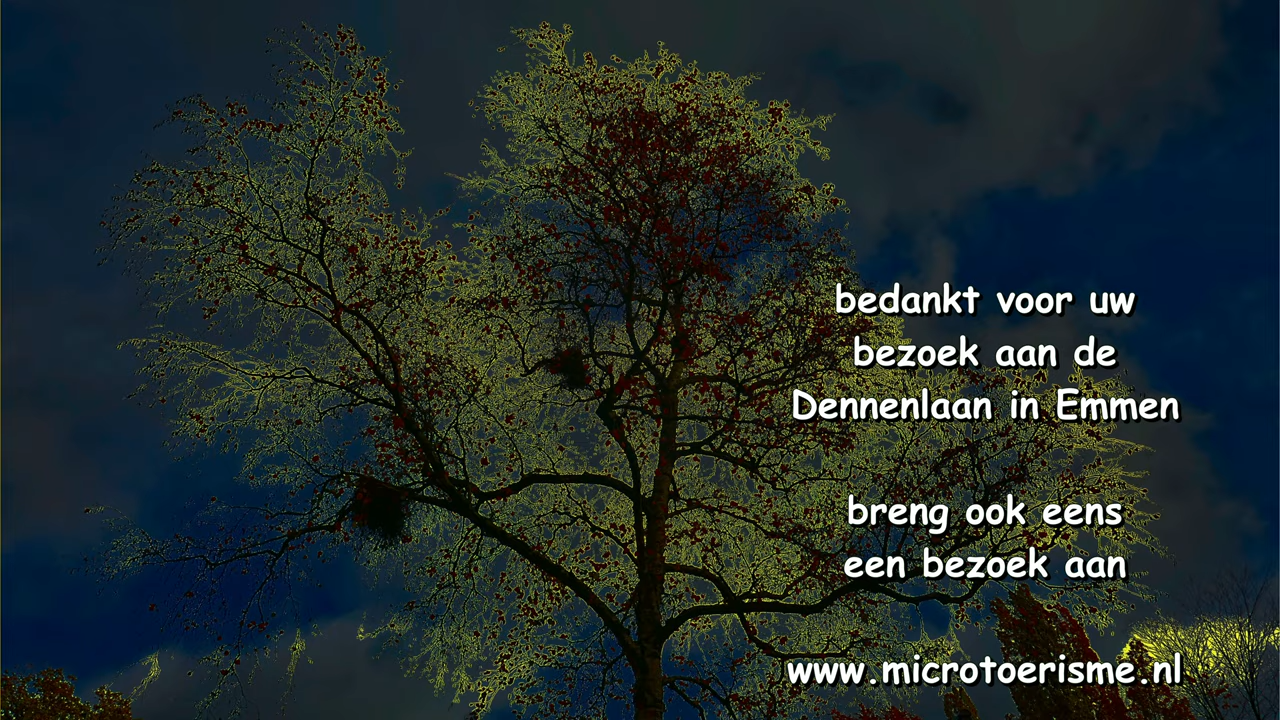 bedankt voor uw
bezoek aan de
Dennenlaan in Emmen
breng ook eens
een bezoek aan
www.microtoerisme.nl